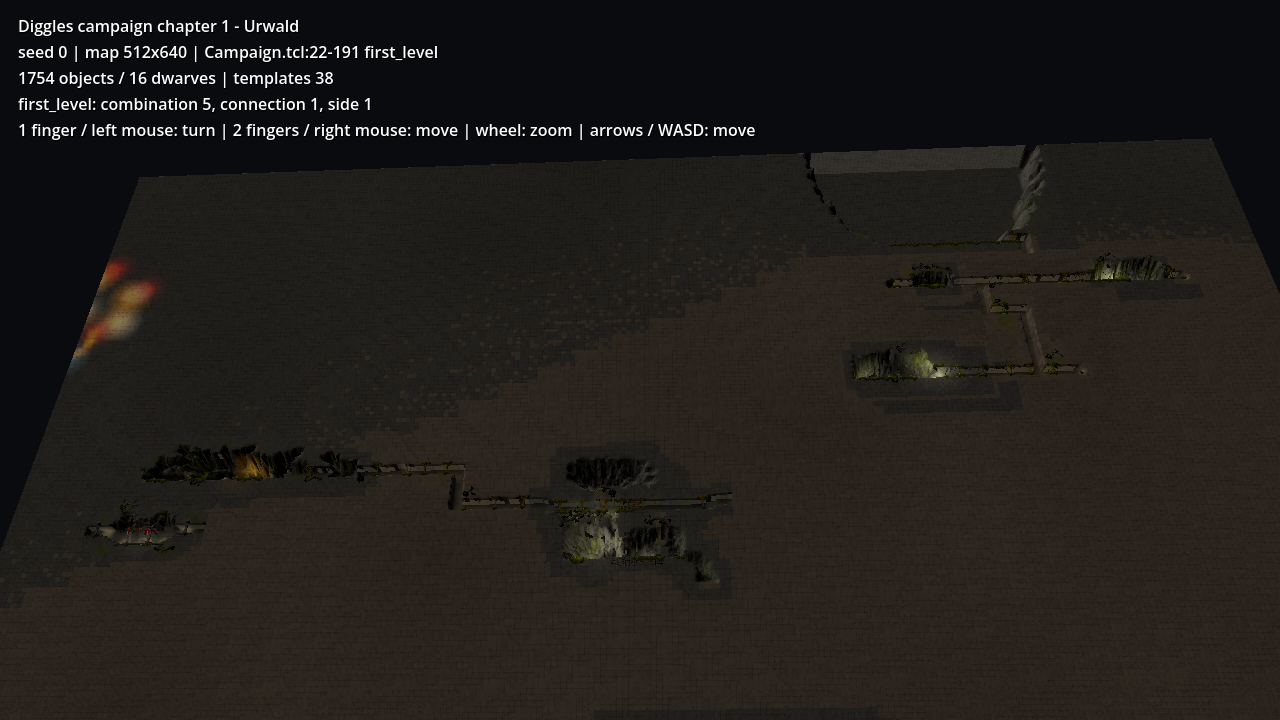 Diggles campaign chapter 1 - Urwald
seed 0 | map 512x640 | Campaign.tcl:22-191 first_level
1754 objects / 16 dwarves | templates 38
first_level: combination 5, connection 1, side 1
1 finger / left mouse: turn | 2 fingers / right mouse: move | wheel: zoom | arrows / WASD: move